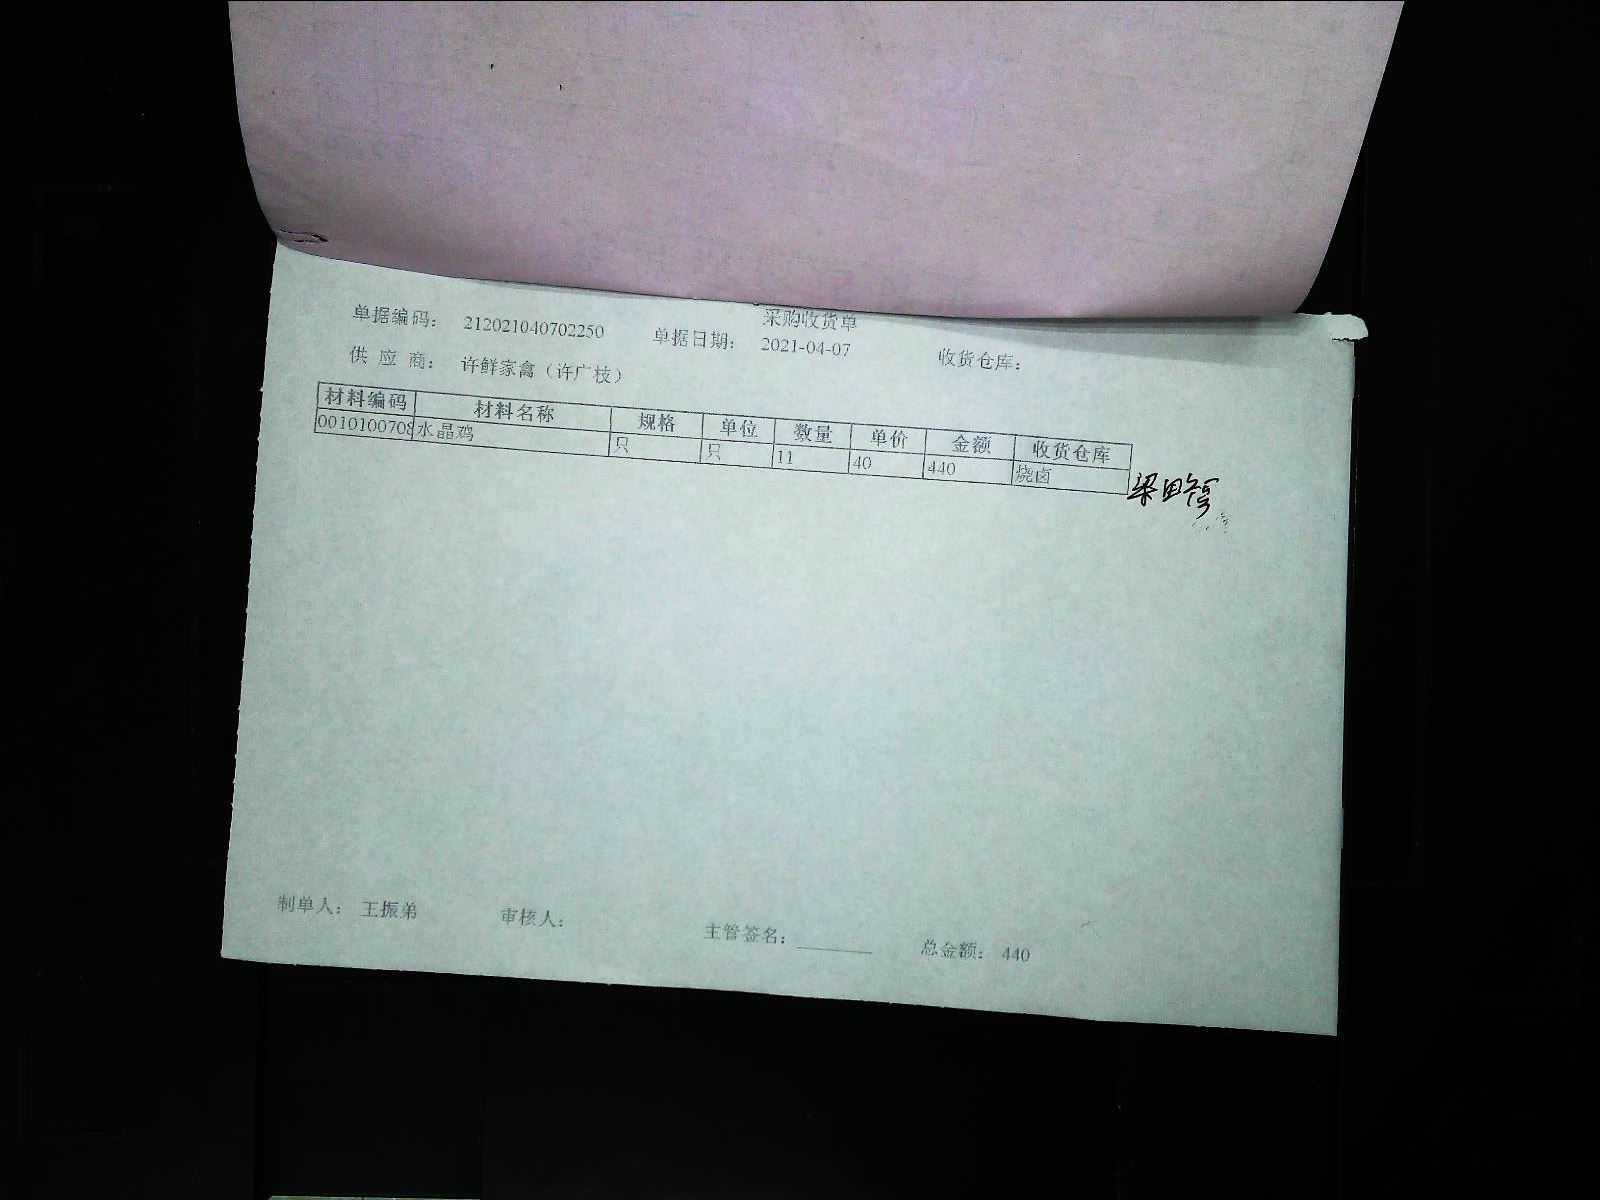 采购收货单
单据编码： 212021040702250 单据日期： 2021-04-07 收货仓库：
供 应 商： 许鲜家禽（许广枝）
材料编码 材料名称 规格 单位 数量 单价 金额 收货仓库
0010100708 水晶鸡 只 只 11 40 440 烧卤
制单人： 王振弟 审核人： 主管签名： 总金额： 440